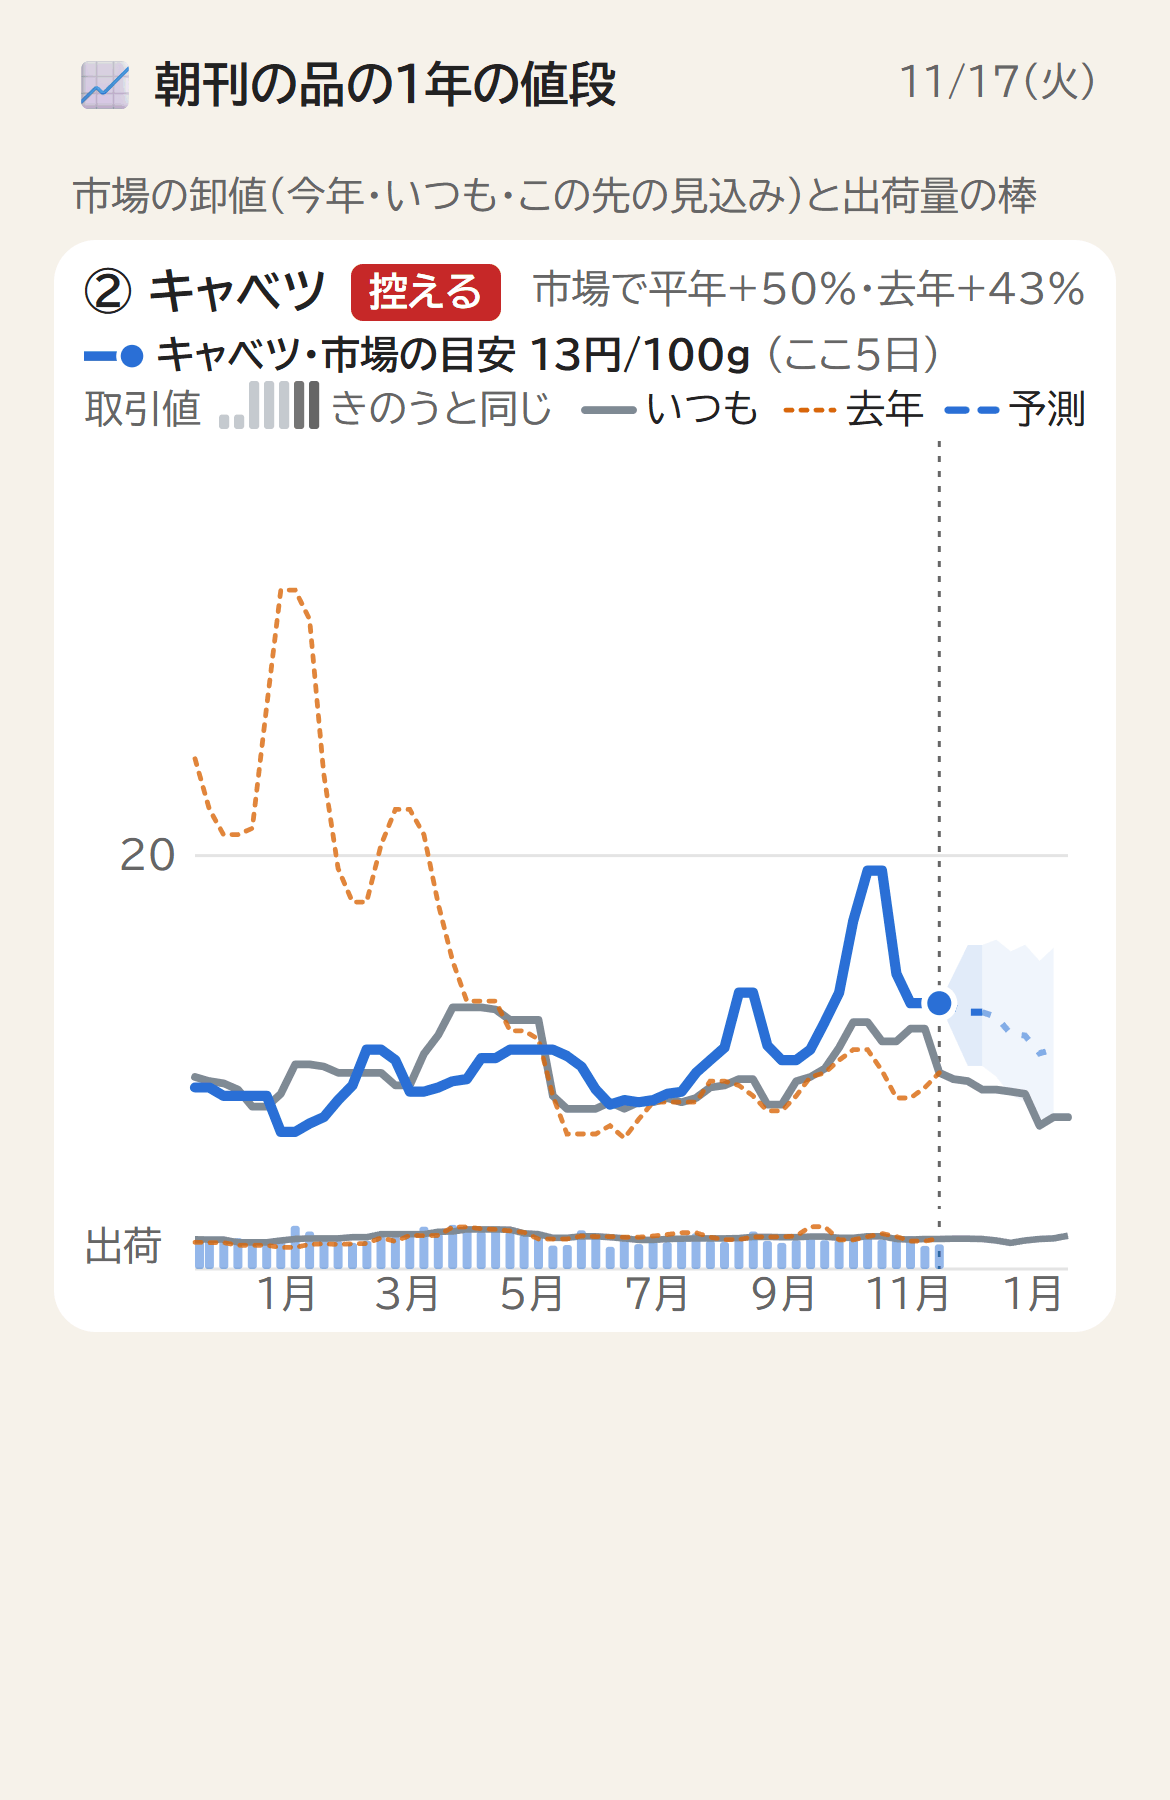 朝刊の品の1年の値段
11/17(火)
市場の卸値(今年・いつも・この先の見込み)と出荷量の棒
② キャベツ 控える 市場で平年+50%・去年+43%
キャベツ・市場の目安 13円/100g (ここ5日)
取引値 きのうと同じ いつも 去年 予測
20
出荷
1月 3月 5月 7月 9月 11月 1月